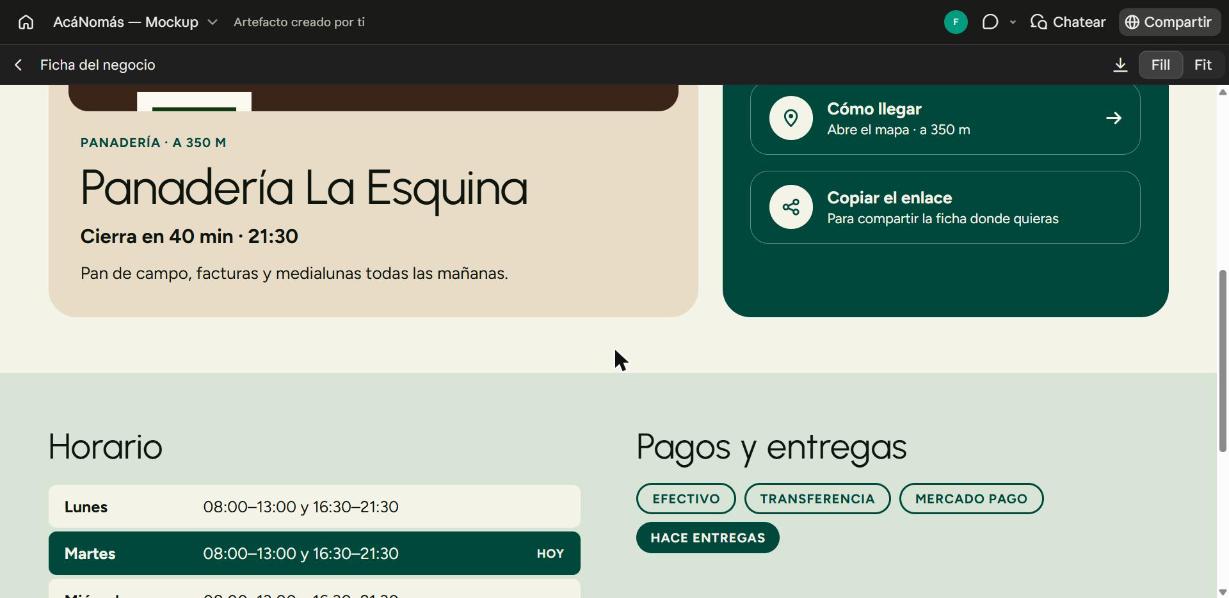 AcáNomás — Mockup
Artefacto creado por ti
F
Chatear
Compartir
Ficha del negocio
Fill
Fit
PANADERÍA · A 350 M
Panadería La Esquina
Cierra en 40 min · 21:30
Pan de campo, facturas y medialunas todas las mañanas.
Cómo llegar
Abre el mapa · a 350 m
Copiar el enlace
Para compartir la ficha donde quieras
Horario
Lunes 08:00–13:00 y 16:30–21:30
Martes 08:00–13:00 y 16:30–21:30 HOY
Pagos y entregas
EFECTIVO
TRANSFERENCIA
MERCADO PAGO
HACE ENTREGAS